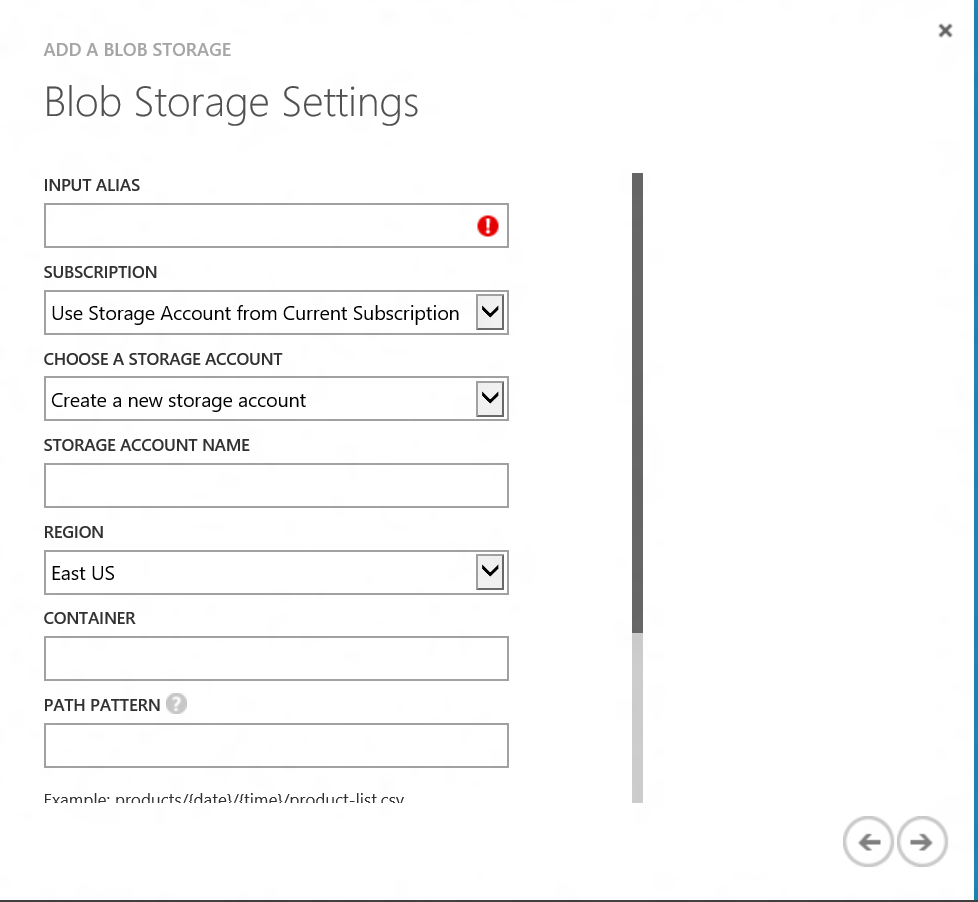 ADD A BLOB STORAGE
Blob Storage Settings
INPUT ALIAS
SUBSCRIPTION
Use Storage Account from Current Subscription
CHOOSE A STORAGE ACCOUNT
Create a new storage account
STORAGE ACCOUNT NAME
REGION
East US
CONTAINER
PATH PATTERN ?
Example: products/{date}/{time}/product-list.csv